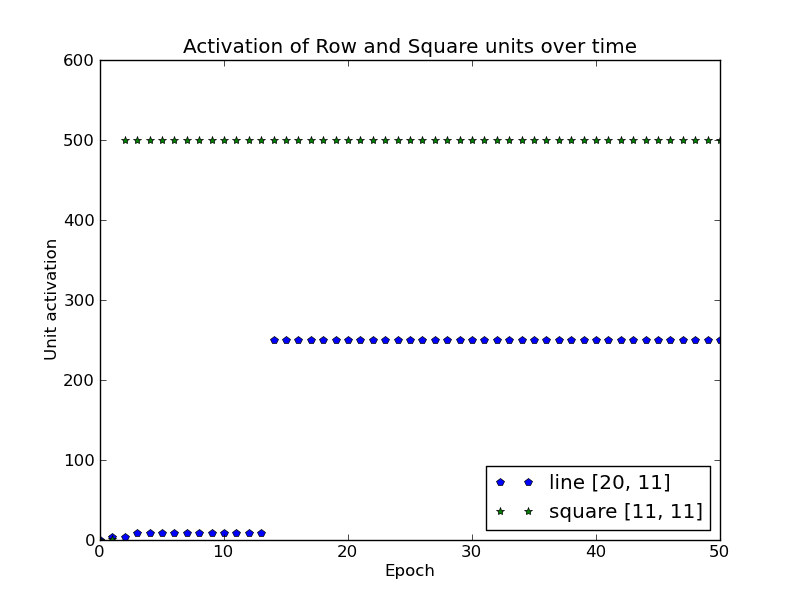 Activation of Row and Square units over time
600
500
400
300
200
100
0
Unit activation
line [20, 11]
square [11, 11]
0 10 20 30 40 50
Epoch